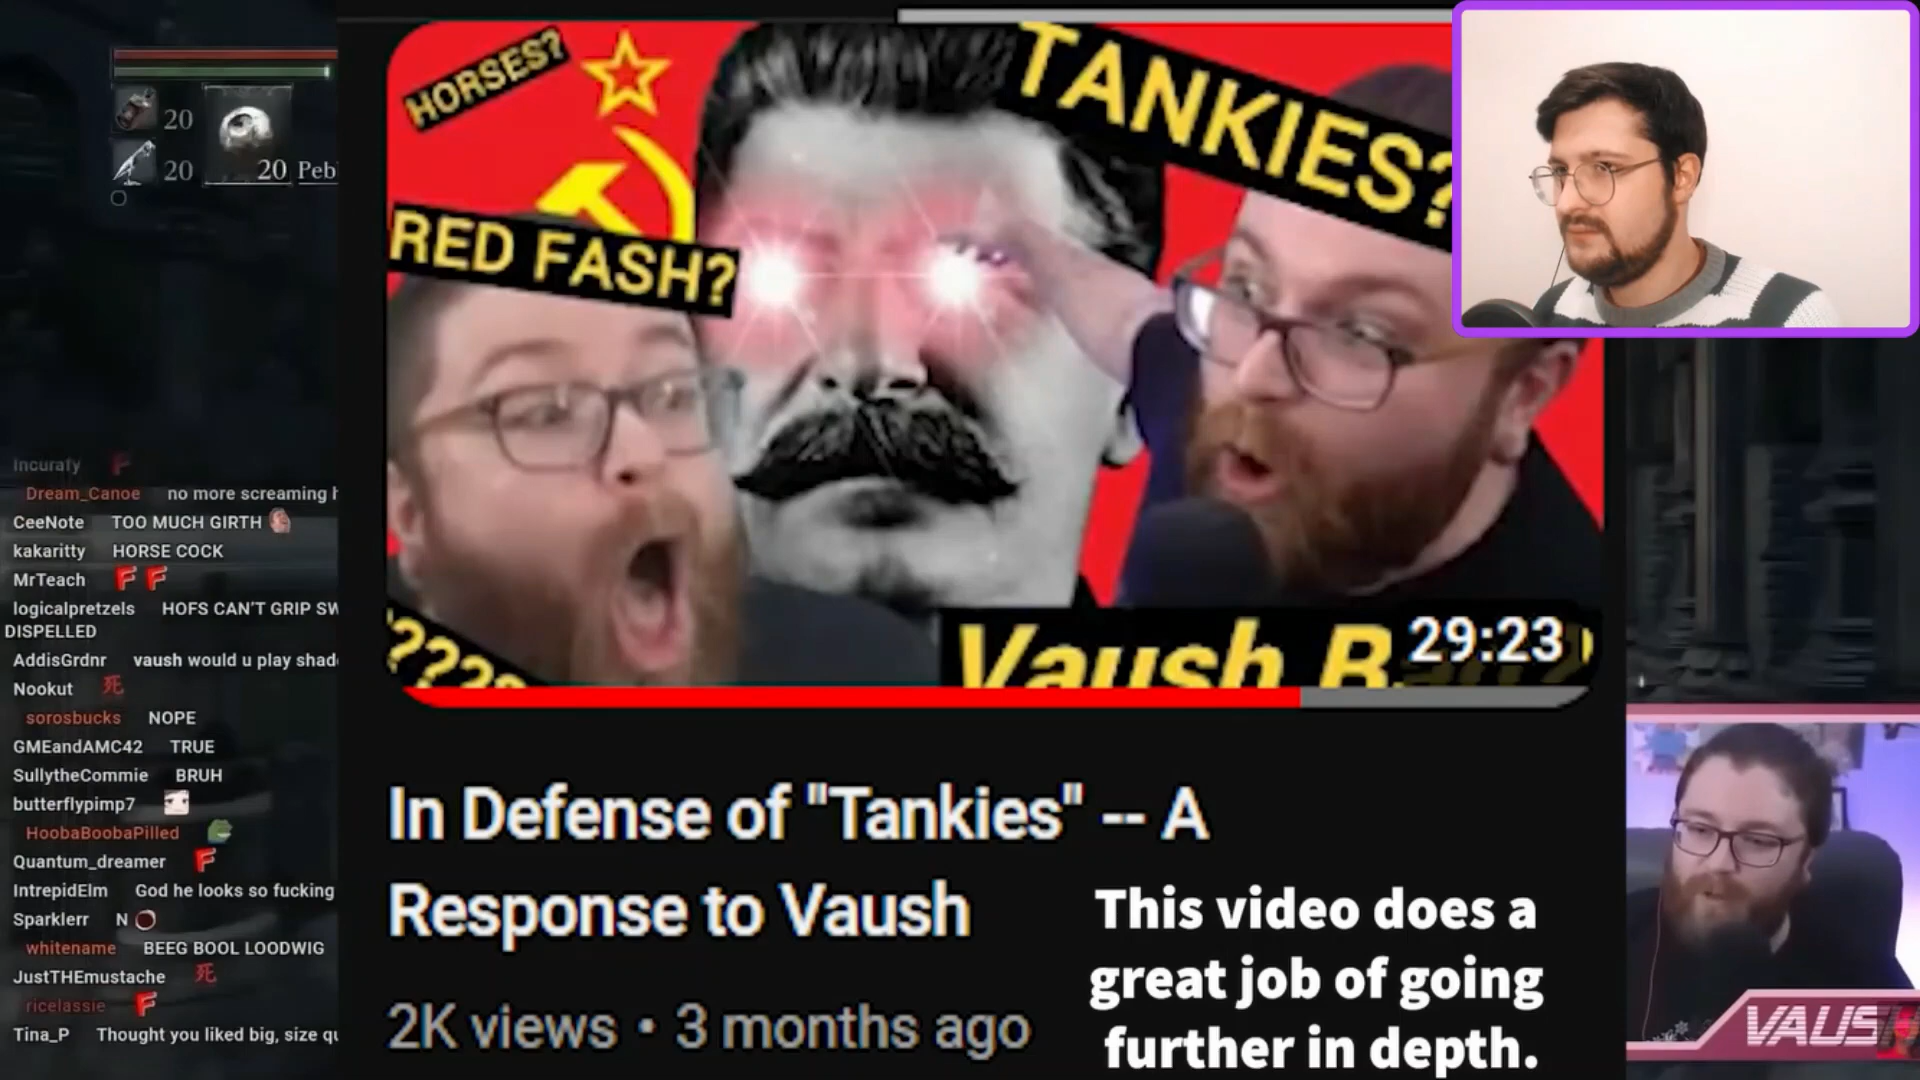 20
20
20 Peb
HORSES?
TANKIES?
RED FASH?
????
Vaush B
29:23
Incuraty F
Dream_Canoe no more screaming
CeeNote TOO MUCH GIRTH
kakaritty HORSE COCK
MrTeach F F
logicalpretzels HOFS CAN'T GRIP SW
DISPELLED
AddisGrdnr vaush would u play shad
Nookut 死
sorosbucks NOPE
GMEandAMC42 TRUE
SullytheCommie BRUH
butterflypimp7
HoobaBoobaPilled
Quantum_dreamer F
IntrepidElm God he looks so fucking
Sparklerr N
whitename BEEG BOOL LOODWIG
JustTHEmustache 死
ricelassie F
Tina_P Thought you liked big, size qu
In Defense of "Tankies" -- A
Response to Vaush
2K views • 3 months ago
This video does a
great job of going
further in depth.
VAUSH